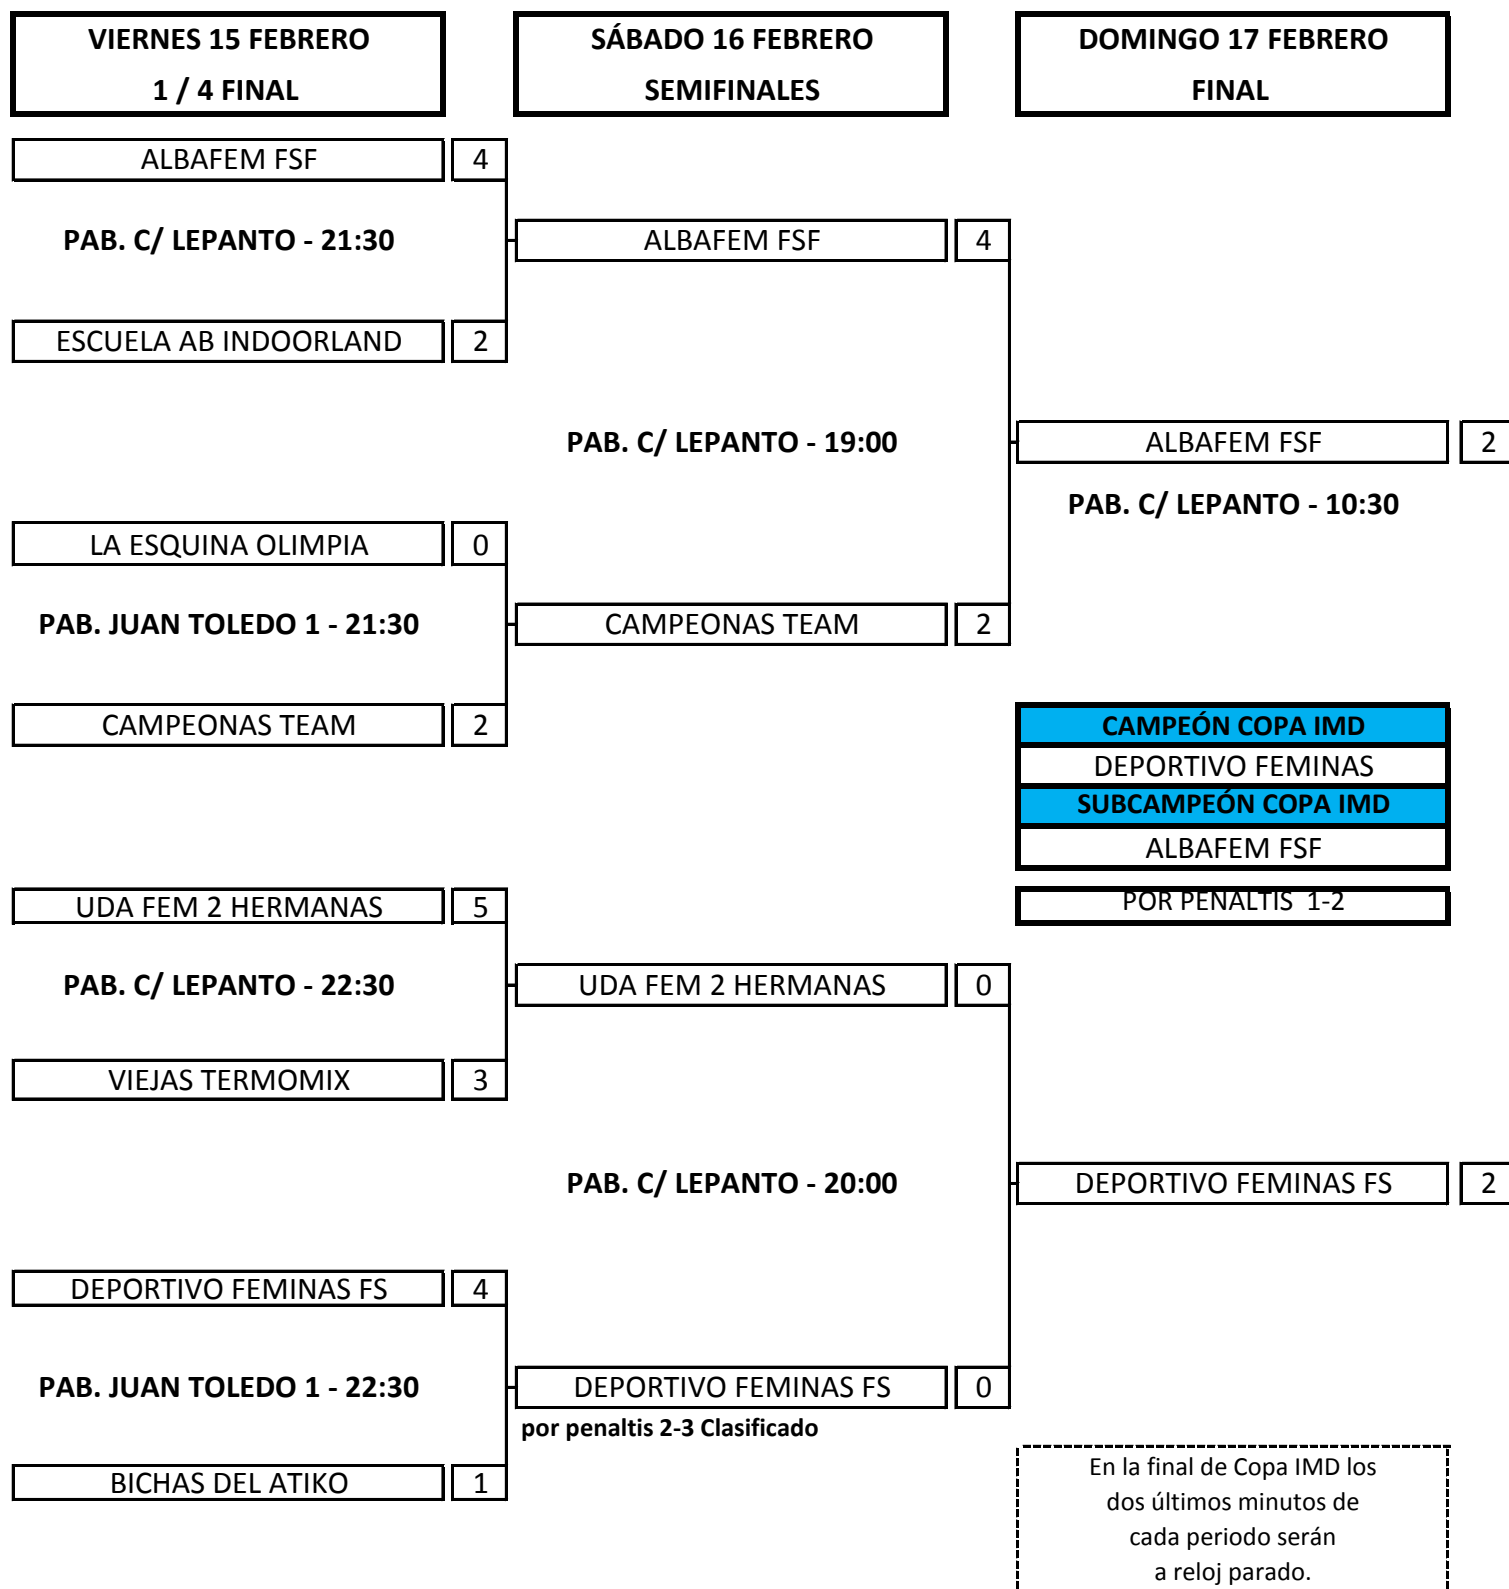 VIERNES 15 FEBRERO
1 / 4 FINAL
SÁBADO 16 FEBRERO
SEMIFINALES
DOMINGO 17 FEBRERO
FINAL
ALBAFEM FSF 4
PAB. C/ LEPANTO - 21:30
ESCUELA AB INDOORLAND 2
LA ESQUINA OLIMPIA 0
PAB. JUAN TOLEDO 1 - 21:30
CAMPEONAS TEAM 2
UDA FEM 2 HERMANAS 5
PAB. C/ LEPANTO - 22:30
VIEJAS TERMOMIX 3
DEPORTIVO FEMINAS FS 4
PAB. JUAN TOLEDO 1 - 22:30
BICHAS DEL ATIKO 1
ALBAFEM FSF 4
PAB. C/ LEPANTO - 19:00
CAMPEONAS TEAM 2
UDA FEM 2 HERMANAS 0
PAB. C/ LEPANTO - 20:00
DEPORTIVO FEMINAS FS 0
por penaltis 2-3 Clasificado
ALBAFEM FSF 2
PAB. C/ LEPANTO - 10:30
CAMPEÓN COPA IMD
DEPORTIVO FEMINAS
SUBCAMPEÓN COPA IMD
ALBAFEM FSF
POR PENALTIS 1-2
DEPORTIVO FEMINAS FS 2
En la final de Copa IMD los
dos últimos minutos de
cada periodo serán
a reloj parado.